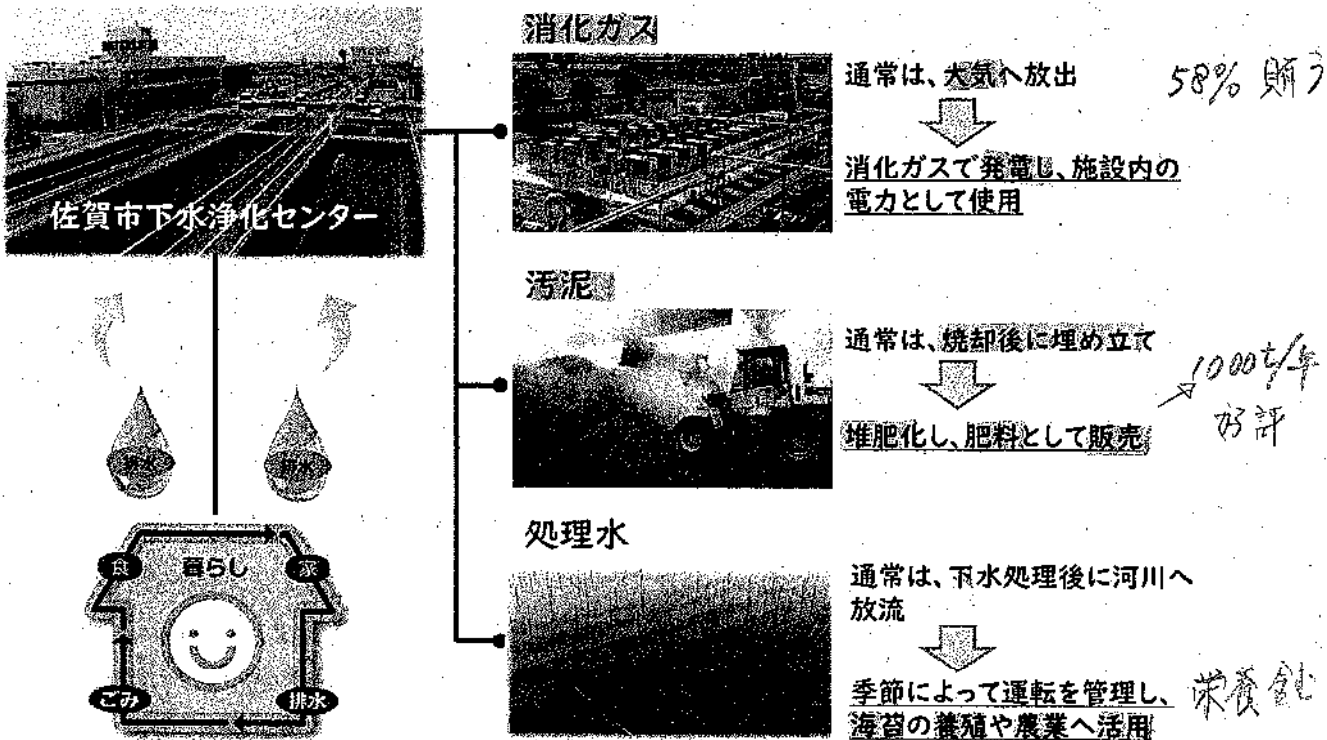 佐賀市下水浄化センター
排水
排水
暮らし
食
家
ごみ
排水
消化ガス
通常は、大気へ放出
58% 賄う
消化ガスで発電し、施設内の
電力として使用
汚泥
通常は、焼却後に埋め立て
堆肥化し、肥料として販売
1000t/年
好評
処理水
通常は、下水処理後に河川へ
放流
季節によって運転を管理し、
海苔の養殖や農業へ活用
栄養含む